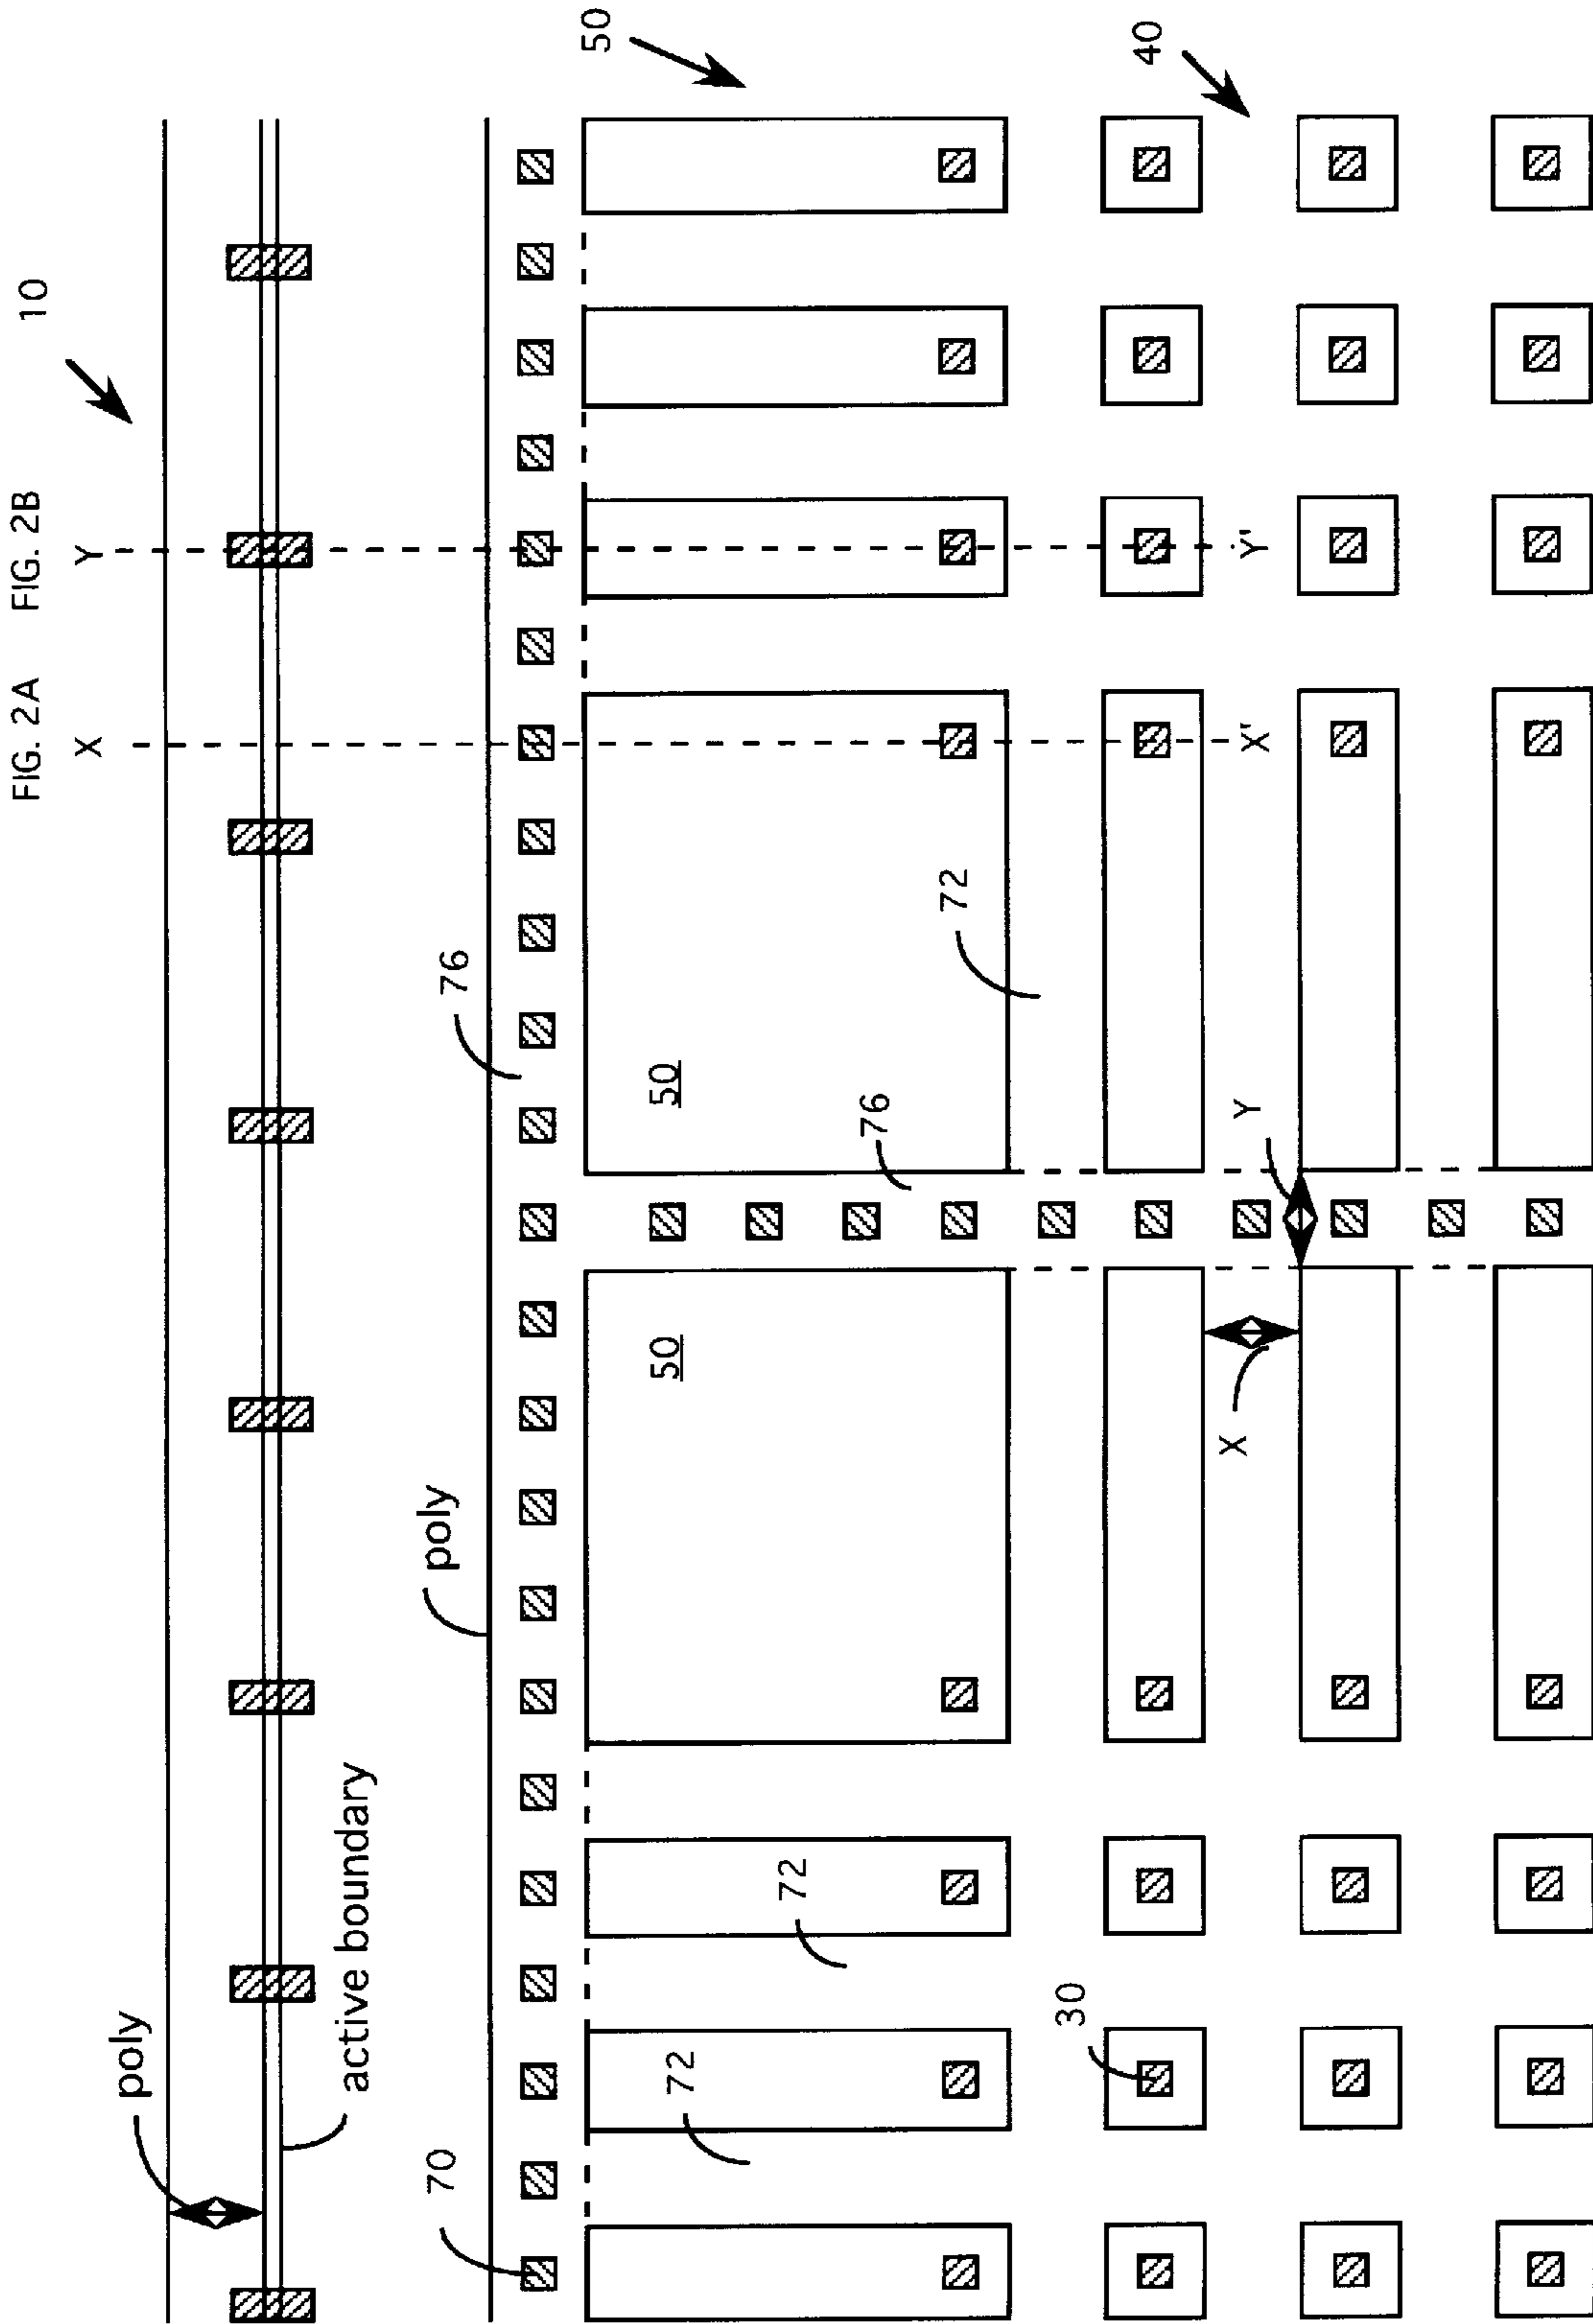 FIG. 2A FIG. 2B
10
X Y
50
40
poly
active boundary
poly
76
70
72
72
50
50
76
72
30
X
Y
X'
Y'